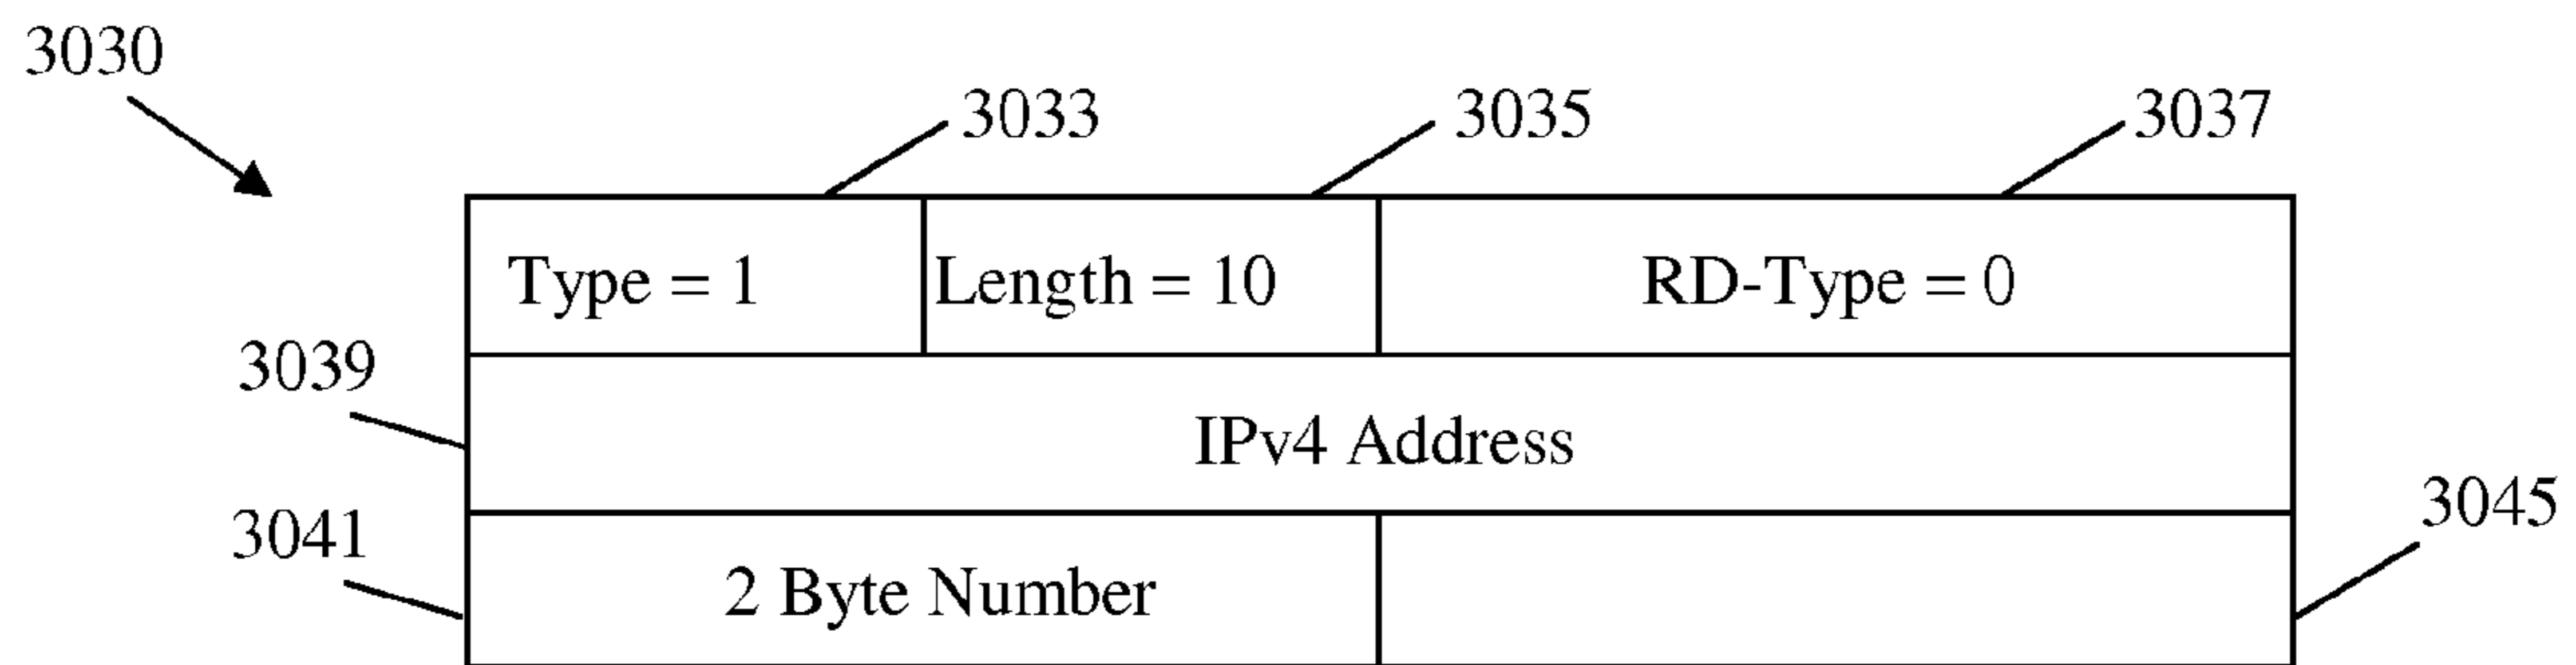 3030
3033 3035 3037
Type = 1 Length = 10 RD-Type = 0
3039
IPv4 Address
3045
3041
2 Byte Number